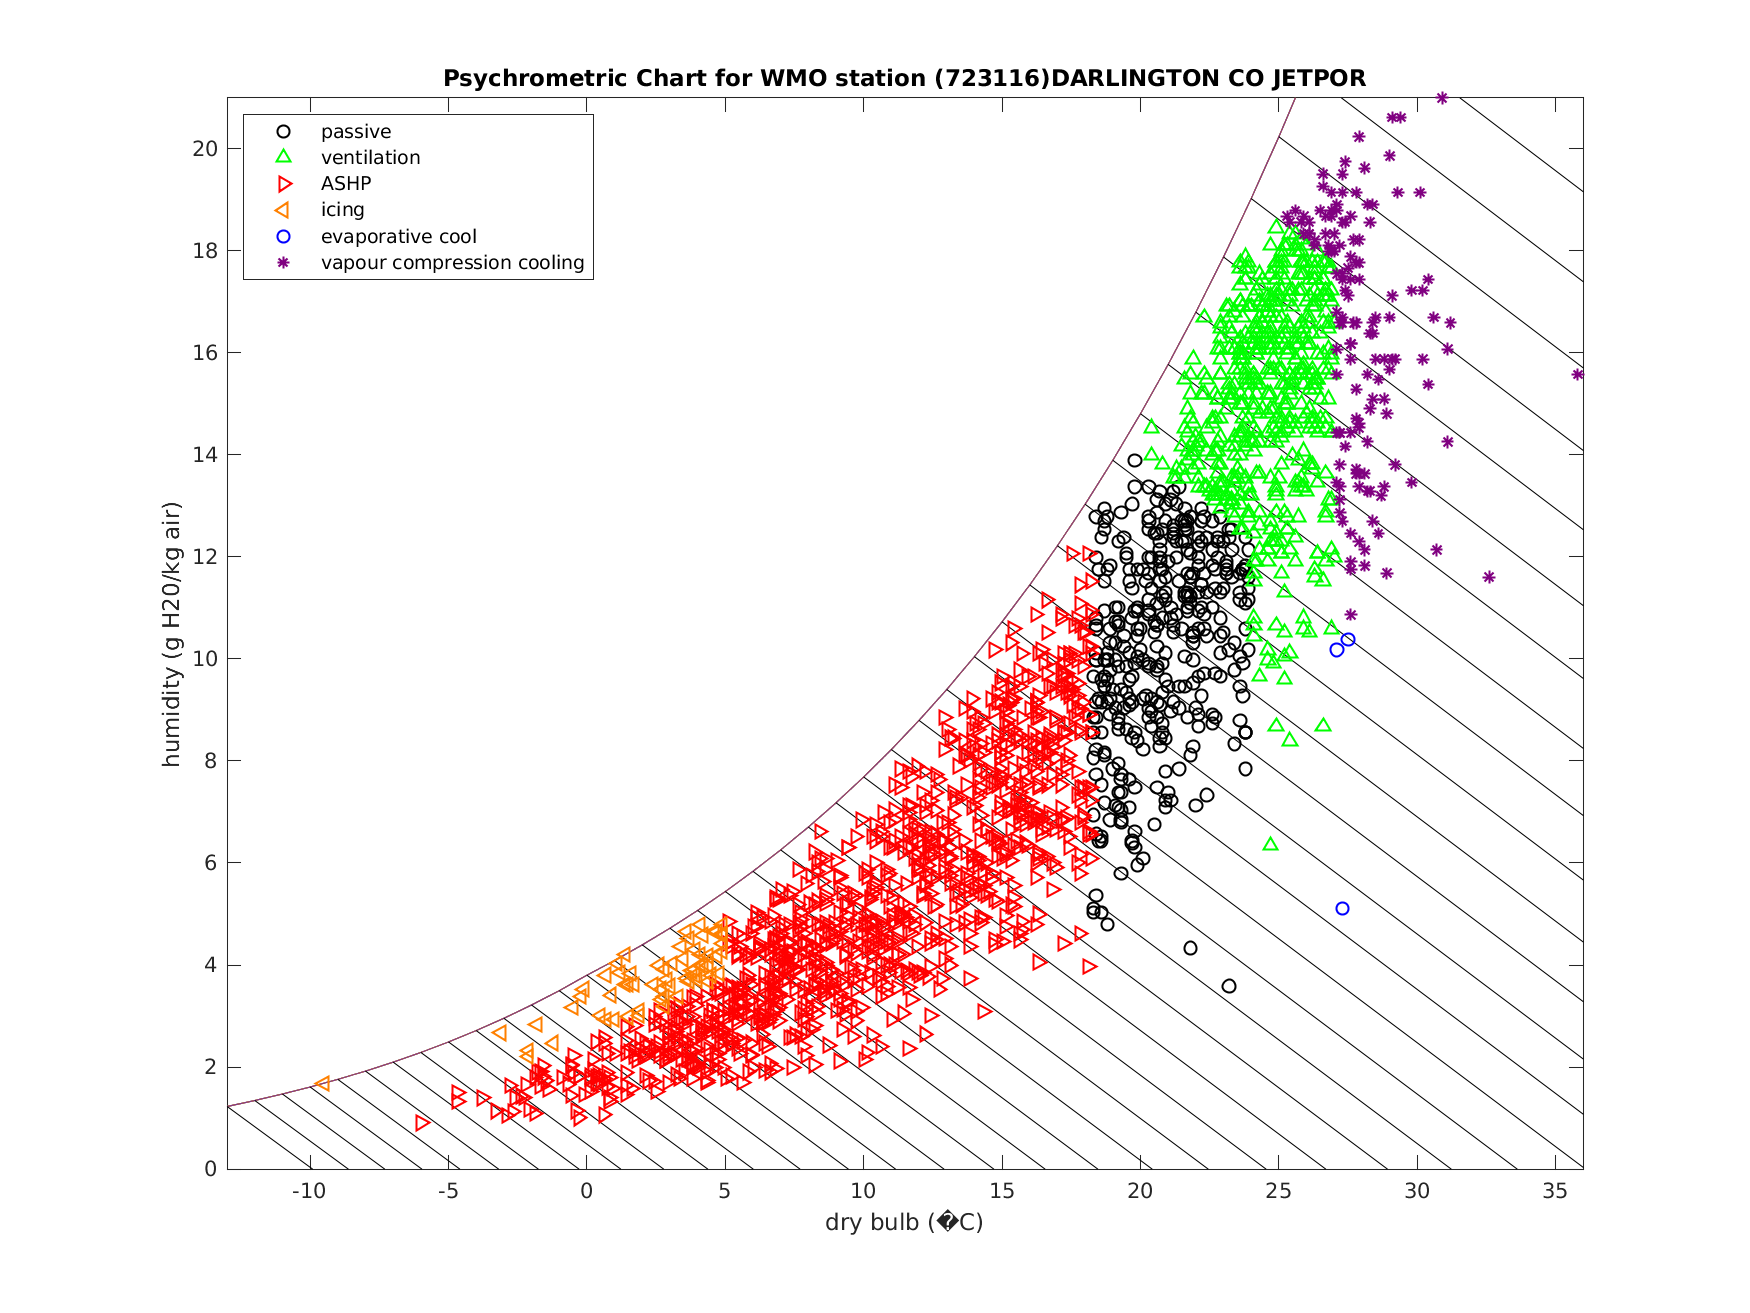 Psychrometric Chart for WMO station (723116)DARLINGTON CO JETPOR
passive
ventilation
ASHP
icing
evaporative cool
vapour compression cooling
humidity (g H20/kg air)
20
18
16
14
12
10
8
6
4
2
0
-10 -5 0 5 10 15 20 25 30 35
dry bulb (�C)